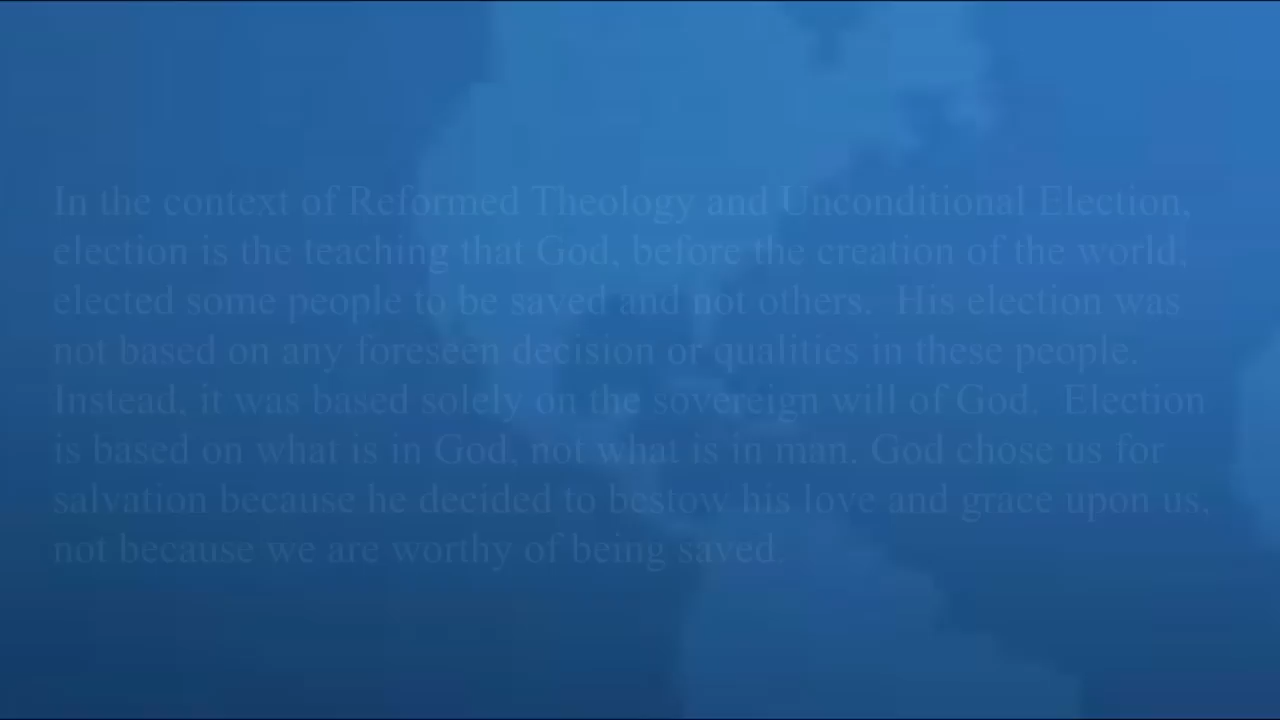 In the context of Reformed Theology and Unconditional Election,
election is the teaching that God, before the creation of the world,
elected some people to be saved and not others.  His election was
not based on any foreseen decision or qualities in these people.
Instead, it was based solely on the sovereign will of God.  Election
is based on what is in God, not what is in man. God chose us for
salvation because he decided to bestow his love and grace upon us,
not because we are worthy of being saved.